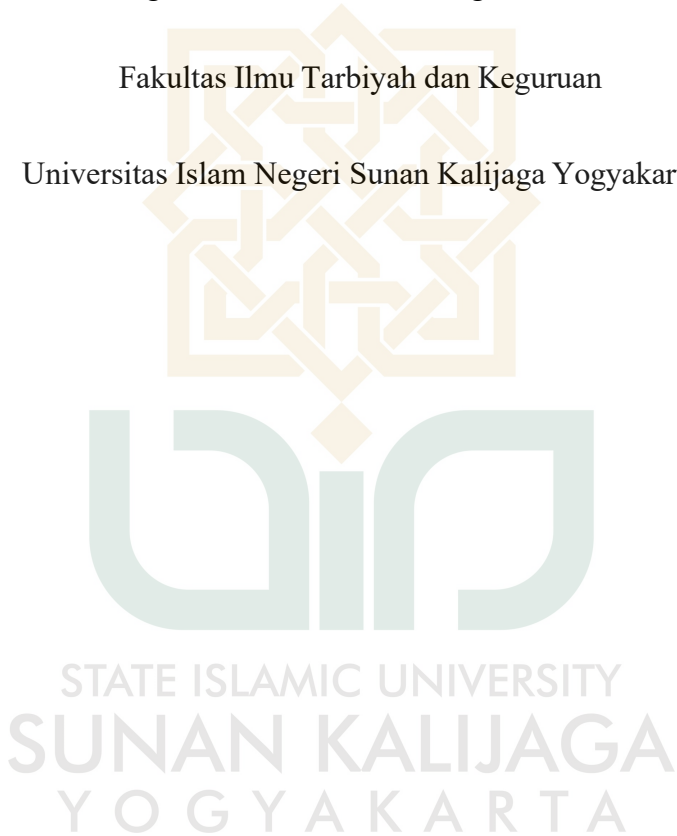 Fakultas Ilmu Tarbiyah dan Keguruan
Universitas Islam Negeri Sunan Kalijaga Yogyakar
STATE ISLAMIC UNIVERSITY
SUNAN KALIJAGA
YOGYAKARTA